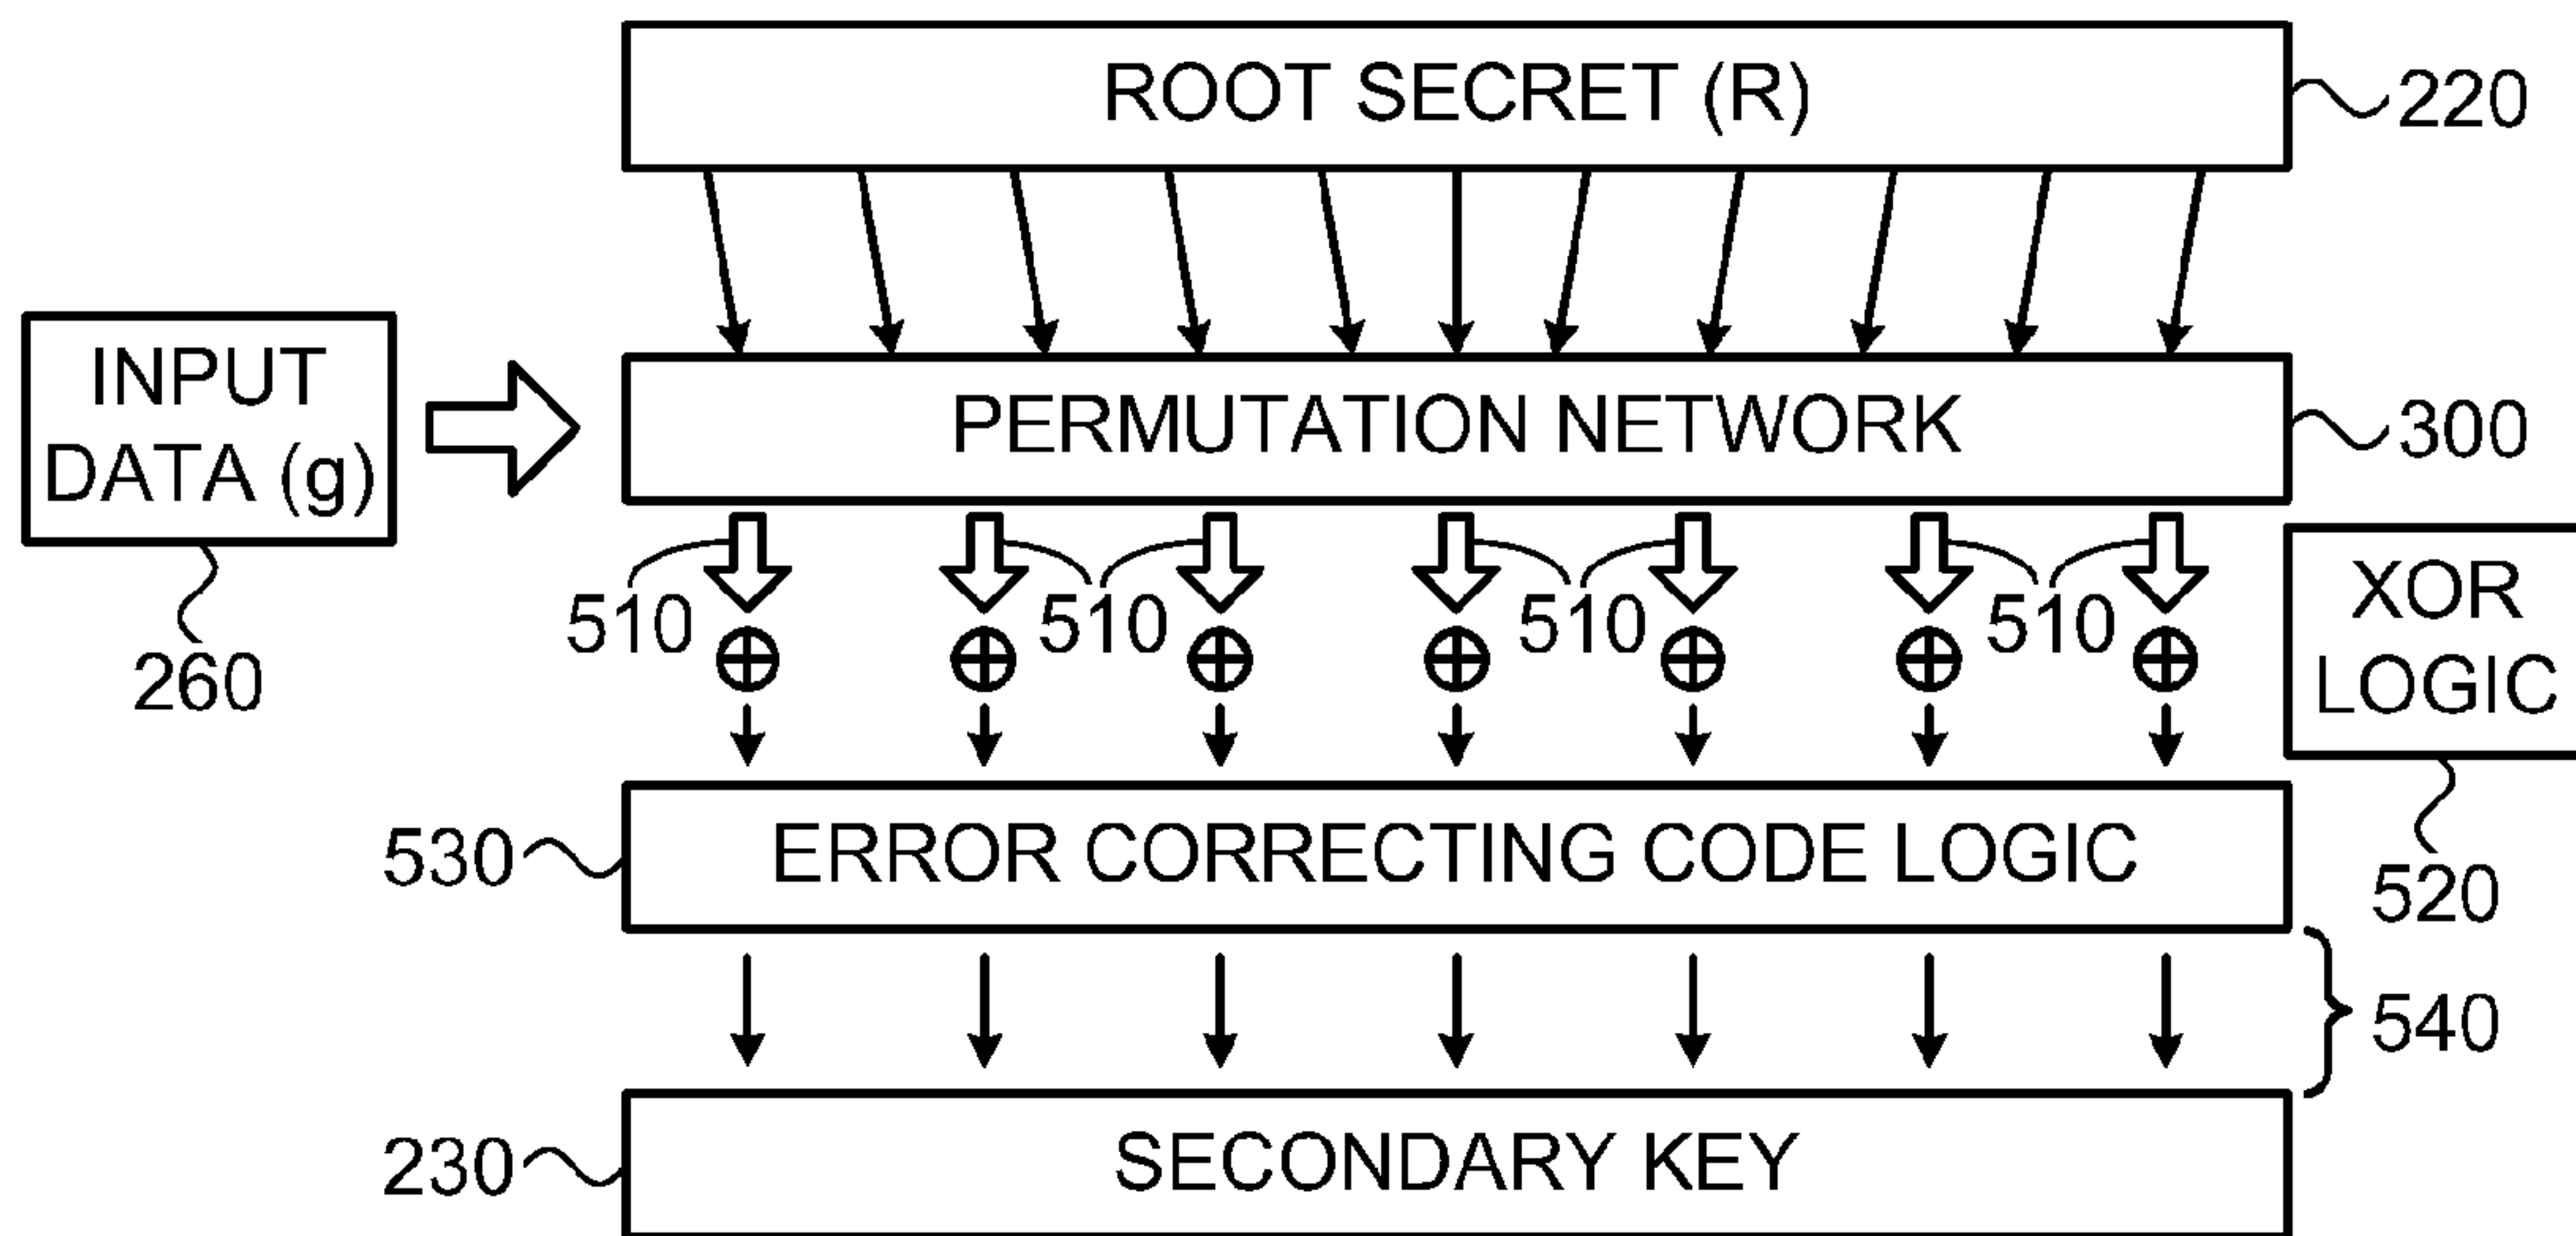 ROOT SECRET (R)
220
INPUT
DATA (g)
260
PERMUTATION NETWORK
300
510
510
510
510
XOR
LOGIC
520
530
ERROR CORRECTING CODE LOGIC
540
230
SECONDARY KEY